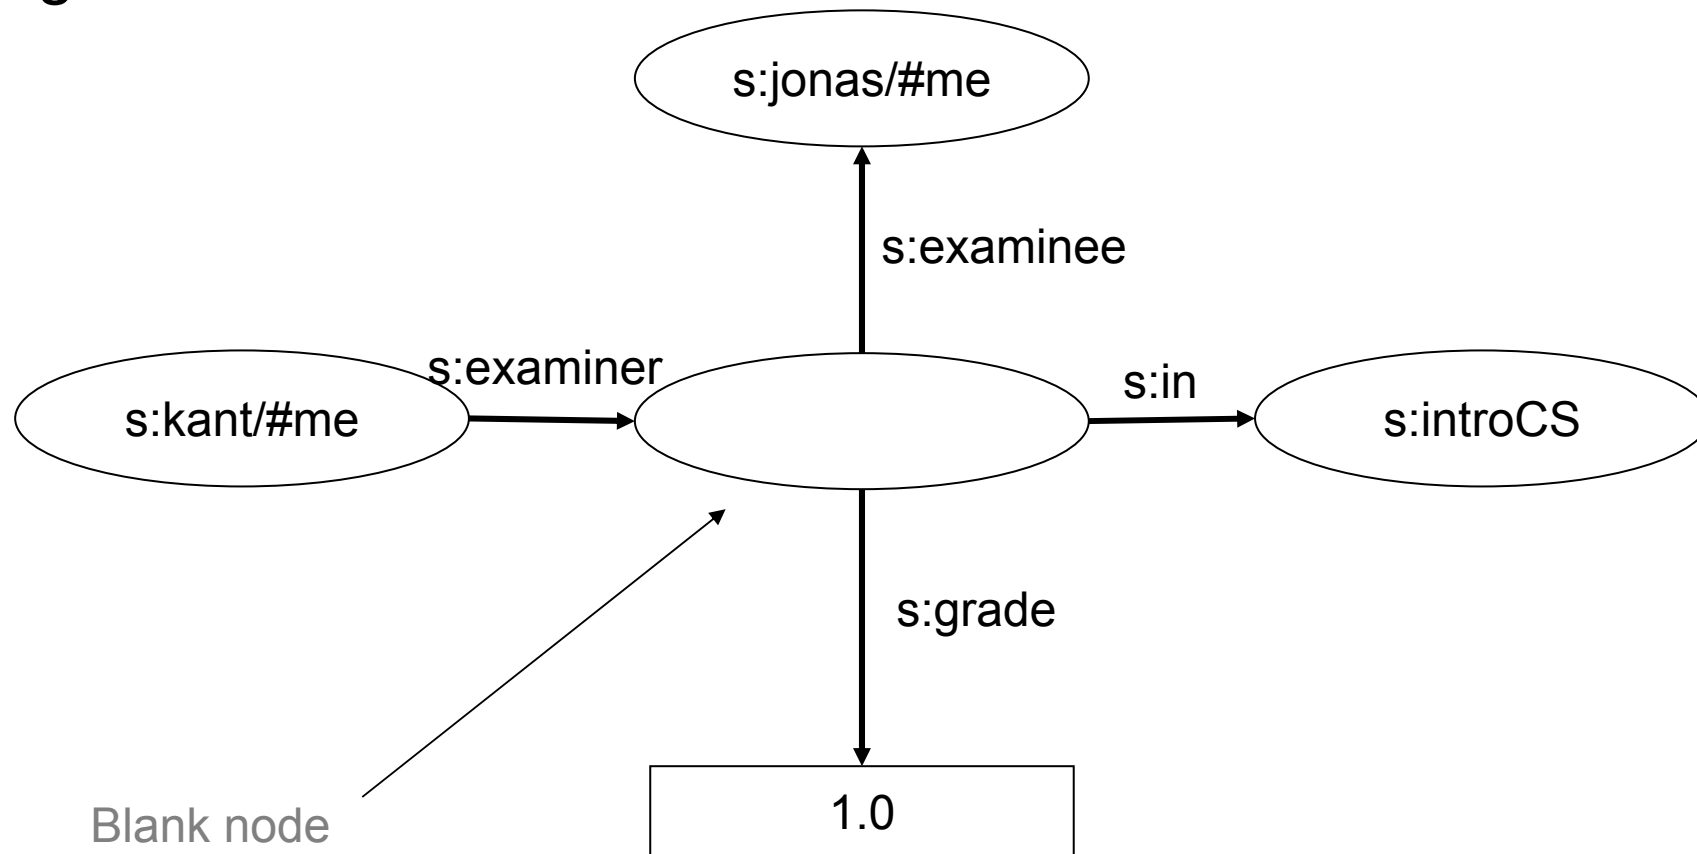 s:jonas/#me
s:examinee
s:examiner
s:in
s:kant/#me
s:introCS
s:grade
1.0
Blank node